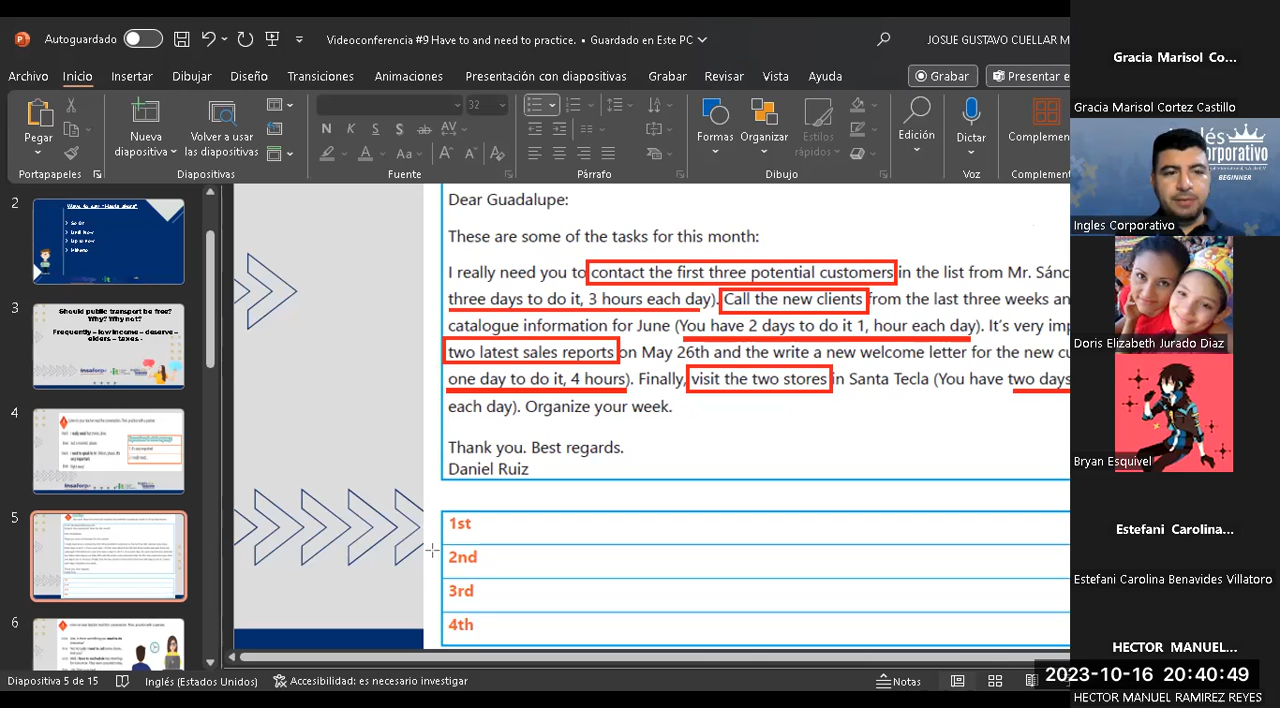 Autoguardado
Videoconferencia #9 Have to and need to practice. • Guardado en Este PC
JOSUE GUSTAVO CUELLAR M
Archivo Inicio Insertar Dibujar Diseño Transiciones Animaciones Presentación con diapositivas Grabar Revisar Vista Ayuda
Grabar
Presentar e
Pegar
Nueva diapositiva
Volver a usar las diapositivas
32
N K S S ab AV
Aa
Formas
Organizar
Estilos rápidos
Edición
Dictar
Complemen
Portapapeles Diapositivas Fuente Párrafo Dibujo Voz Complement
2
3
Should public transport be free?
Why? Why not?
Frequently – low income – deserve –
elders – taxes -
4
5
6
Dear Guadalupe:
These are some of the tasks for this month:
I really need you to contact the first three potential customers in the list from Mr. Sánc
three days to do it, 3 hours each day). Call the new clients from the last three weeks an
catalogue information for June (You have 2 days to do it 1, hour each day). It’s very imp
two latest sales reports on May 26th and the write a new welcome letter for the new cu
one day to do it, 4 hours). Finally, visit the two stores in Santa Tecla (You have two days
each day). Organize your week.
Thank you. Best regards.
Daniel Ruiz
1st
2nd
3rd
4th
Diapositiva 5 de 15
Inglés (Estados Unidos)
Accesibilidad: es necesario investigar
Notas
Gracia Marisol Co...
Gracia Marisol Cortez Castillo
inglés
corporativo
BEGINNER
Ingles Corporativo
Doris Elizabeth Jurado Diaz
Bryan Esquivel
Estefani Carolina...
Estefani Carolina Benavides Villatoro
HECTOR MANUEL...
2023-10-16 20:40:49
HECTOR MANUEL RAMIREZ REYES